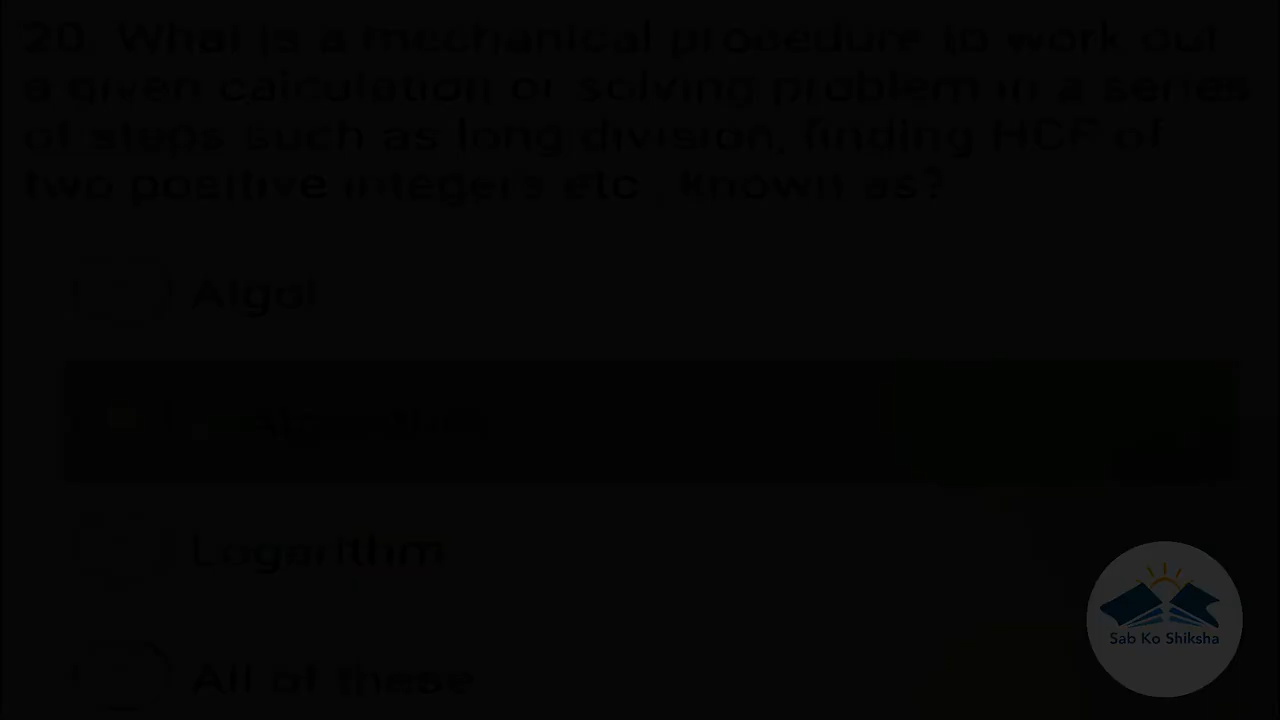 20. What is a mechanical procedure to work out
a given calculation or solving problem in a series
of steps such as long division, finding HCF of
two positive integers etc., known as?
Algol
Algorithm
Logarithm
All of these
Sab Ko Shiksha